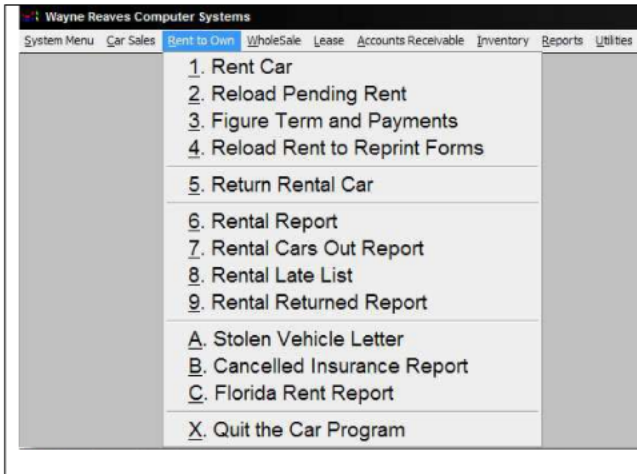 Wayne Reaves Computer Systems
System Menu Car Sales Rent to Own WholeSale Lease Accounts Receivable Inventory Reports Utilities
1. Rent Car
2. Reload Pending Rent
3. Figure Term and Payments
4. Reload Rent to Reprint Forms
5. Return Rental Car
6. Rental Report
7. Rental Cars Out Report
8. Rental Late List
9. Rental Returned Report
A. Stolen Vehicle Letter
B. Cancelled Insurance Report
C. Florida Rent Report
X. Quit the Car Program